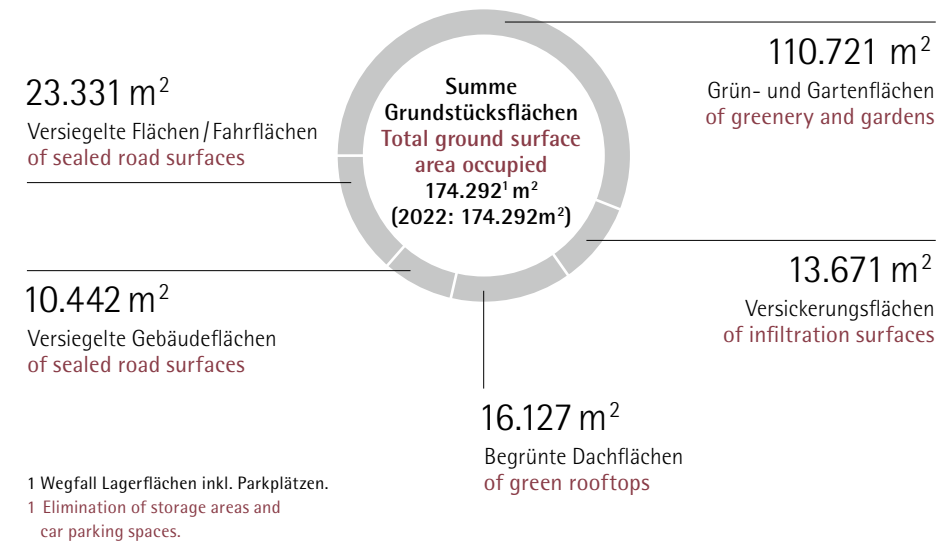 Summe
Grundstücksflächen
Total ground surface
area occupied
174.292¹ m²
(2022: 174.292m²)
110.721 m²
Grün- und Gartenflächen
of greenery and gardens
23.331 m²
Versiegelte Flächen / Fahrflächen
of sealed road surfaces
13.671 m²
Versickerungsflächen
of infiltration surfaces
10.442 m²
Versiegelte Gebäudeflächen
of sealed road surfaces
16.127 m²
Begrünte Dachflächen
of green rooftops
1 Wegfall Lagerflächen inkl. Parkplätzen.
1 Elimination of storage areas and
car parking spaces.